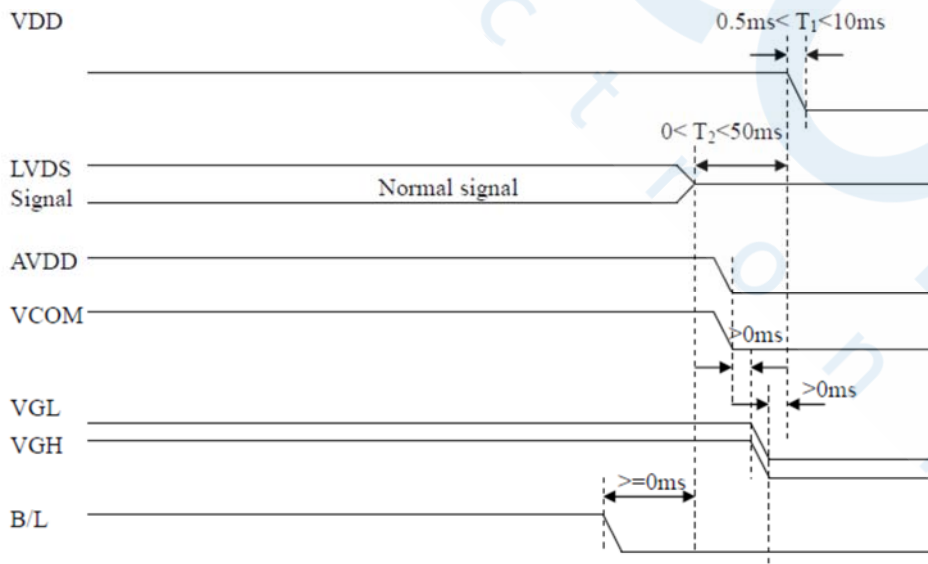 VDD
0.5ms< T₁<10ms
0< T₂<50ms
LVDS
Signal
Normal signal
AVDD
VCOM
>0ms
>0ms
VGL
VGH
>=0ms
B/L
c
t
r
o
n